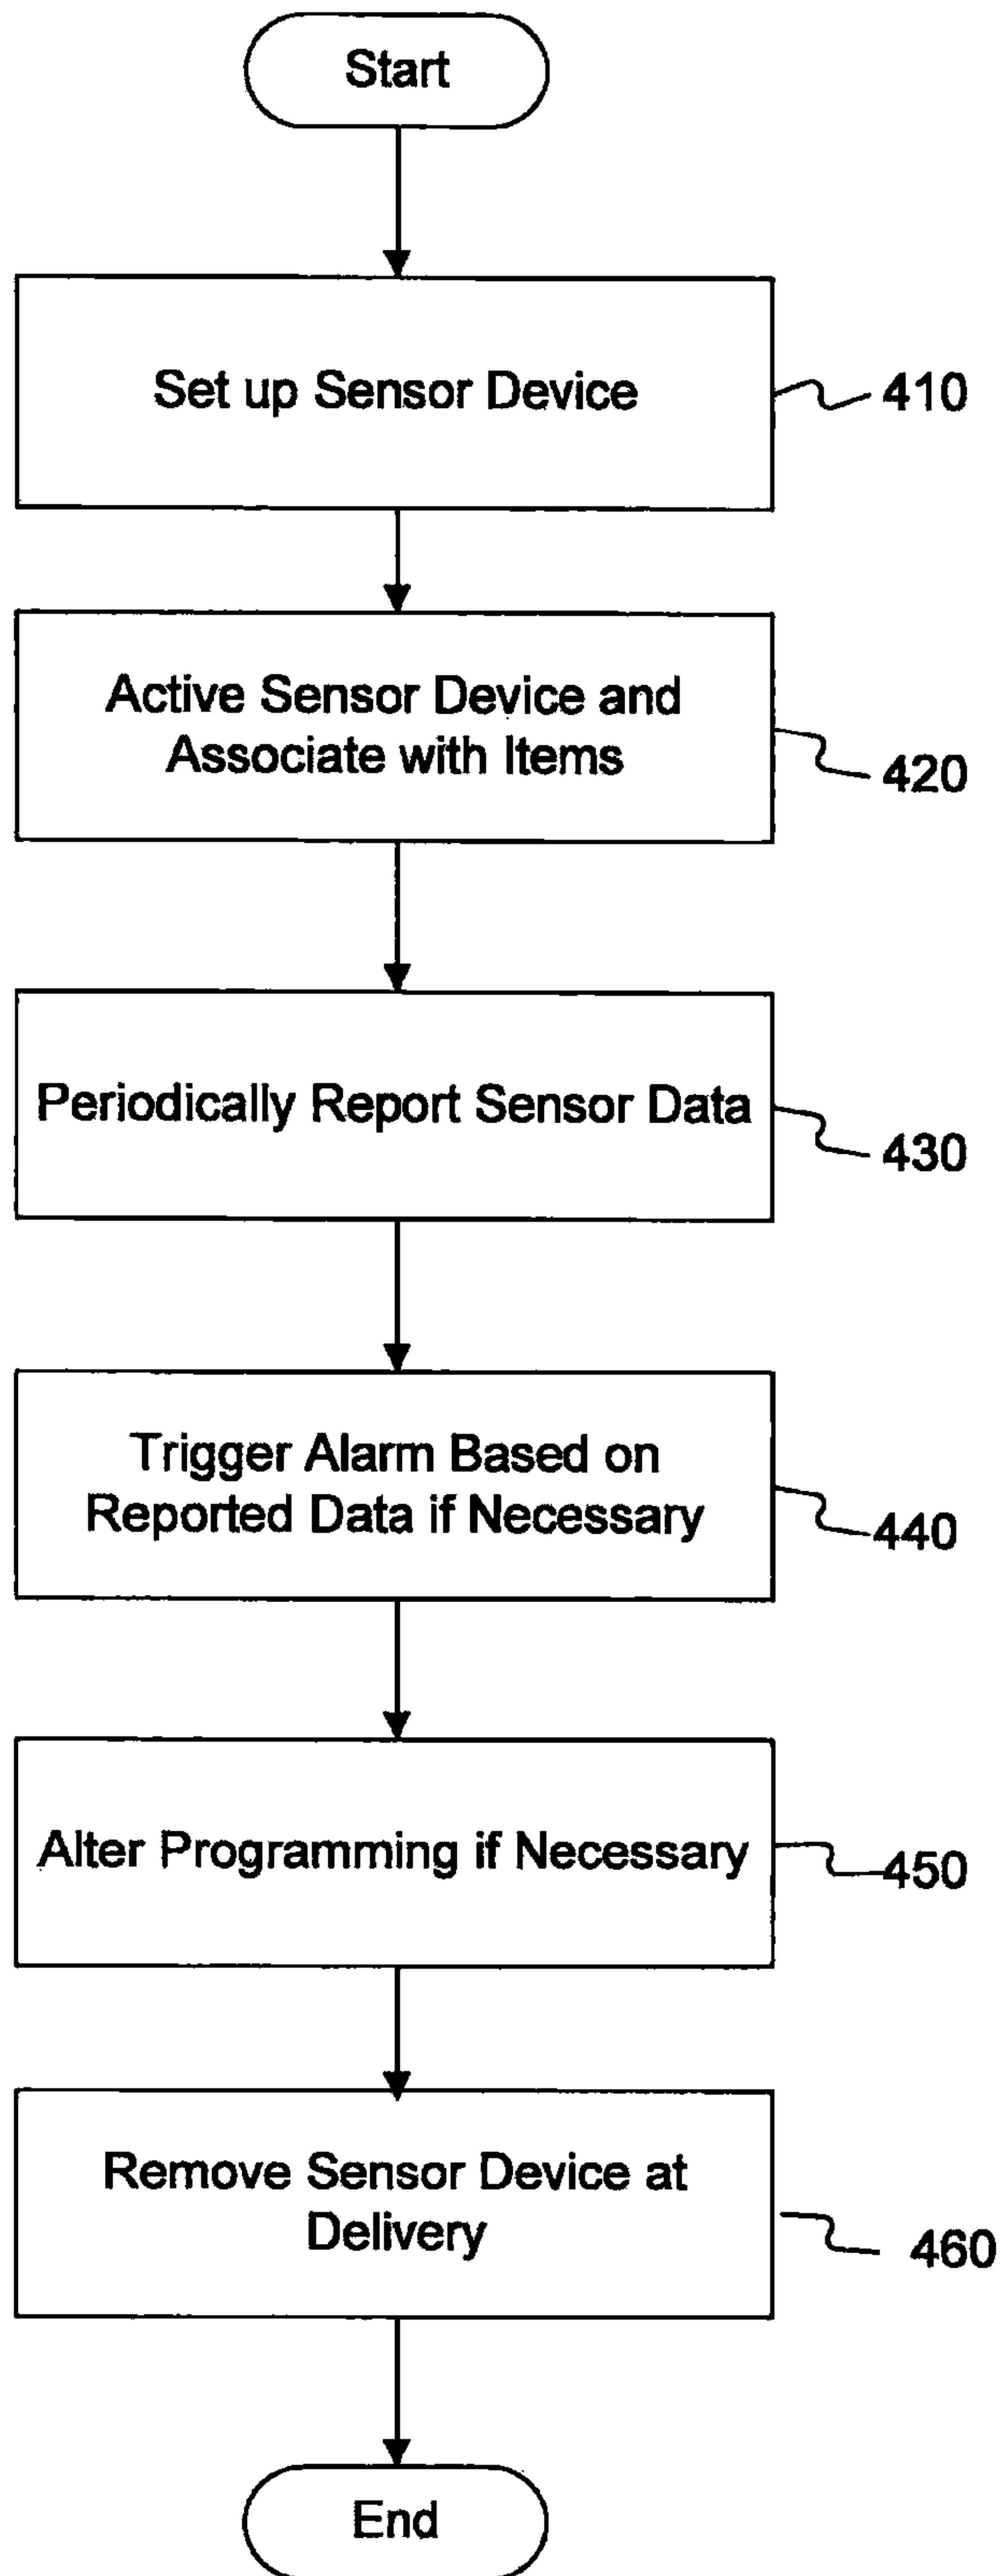 Start
Set up Sensor Device
410
Active Sensor Device and
Associate with Items
420
Periodically Report Sensor Data
430
Trigger Alarm Based on
Reported Data if Necessary
440
Alter Programming if Necessary
450
Remove Sensor Device at
Delivery
460
End